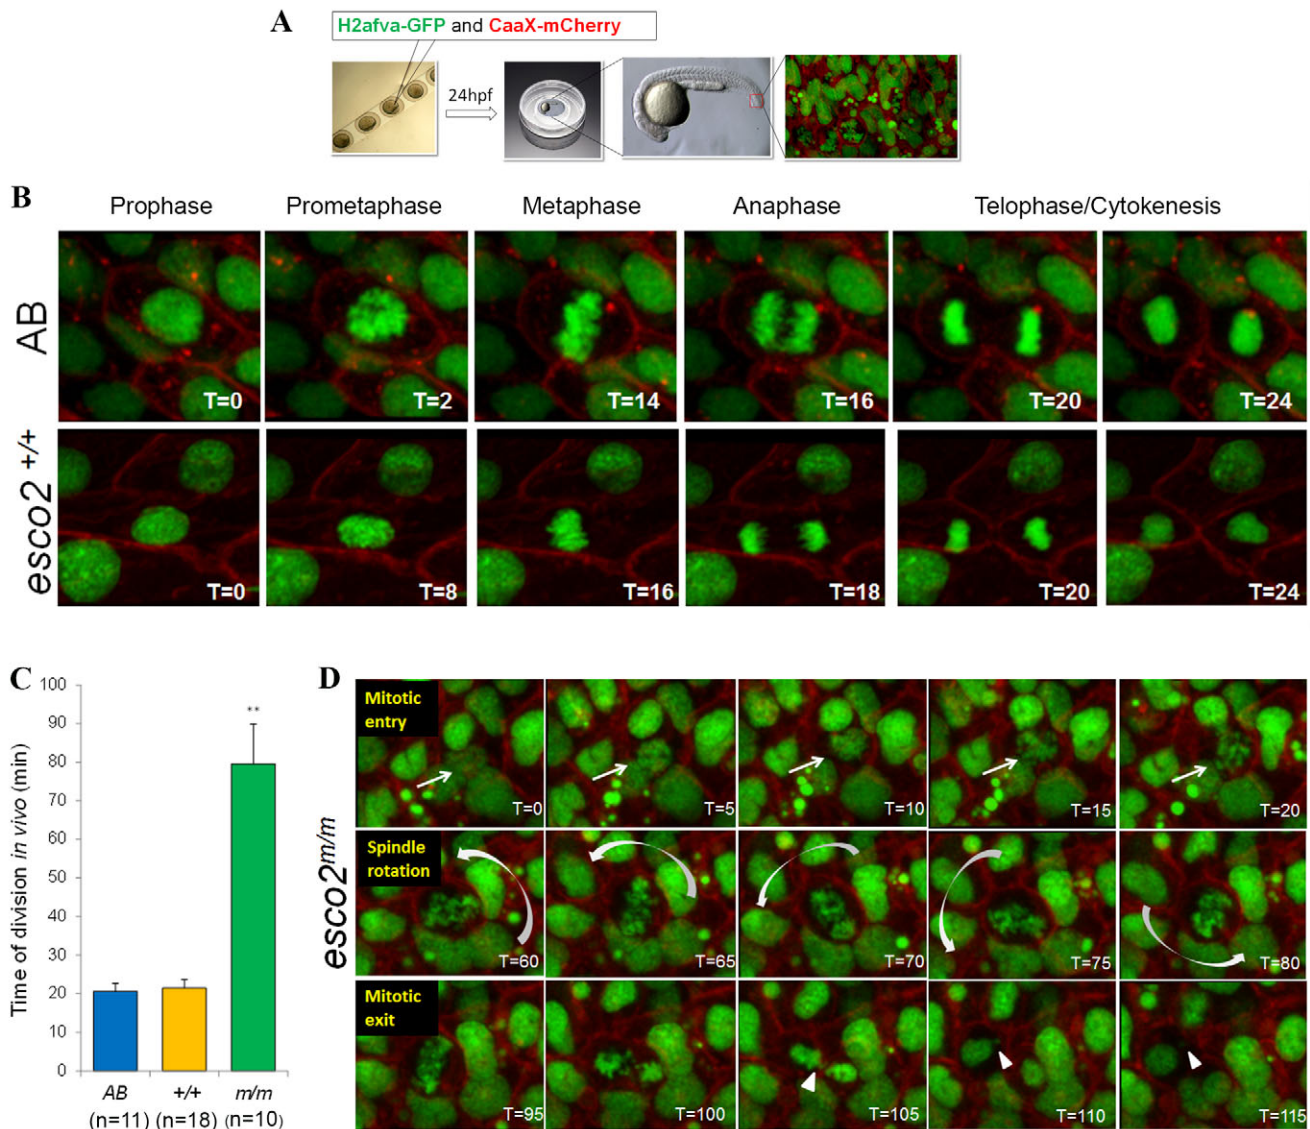 A
H2afva-GFP and CaaX-mCherry
24hpf
B
Prophase Prometaphase Metaphase Anaphase Telophase/Cytokenesis
AB
T=0 T=2 T=14 T=16 T=20 T=24
esco2 +/+
T=0 T=8 T=16 T=18 T=20 T=24
C
Time of division in vivo (min)
100
90
80
70
60
50
40
30
20
10
0
**
AB +/+ m/m
(n=11) (n=18) (n=10)
D
esco2m/m
Mitotic
entry
T=0 T=5 T=10 T=15 T=20
Spindle
rotation
T=60 T=65 T=70 T=75 T=80
Mitotic
exit
T=95 T=100 T=105 T=110 T=115